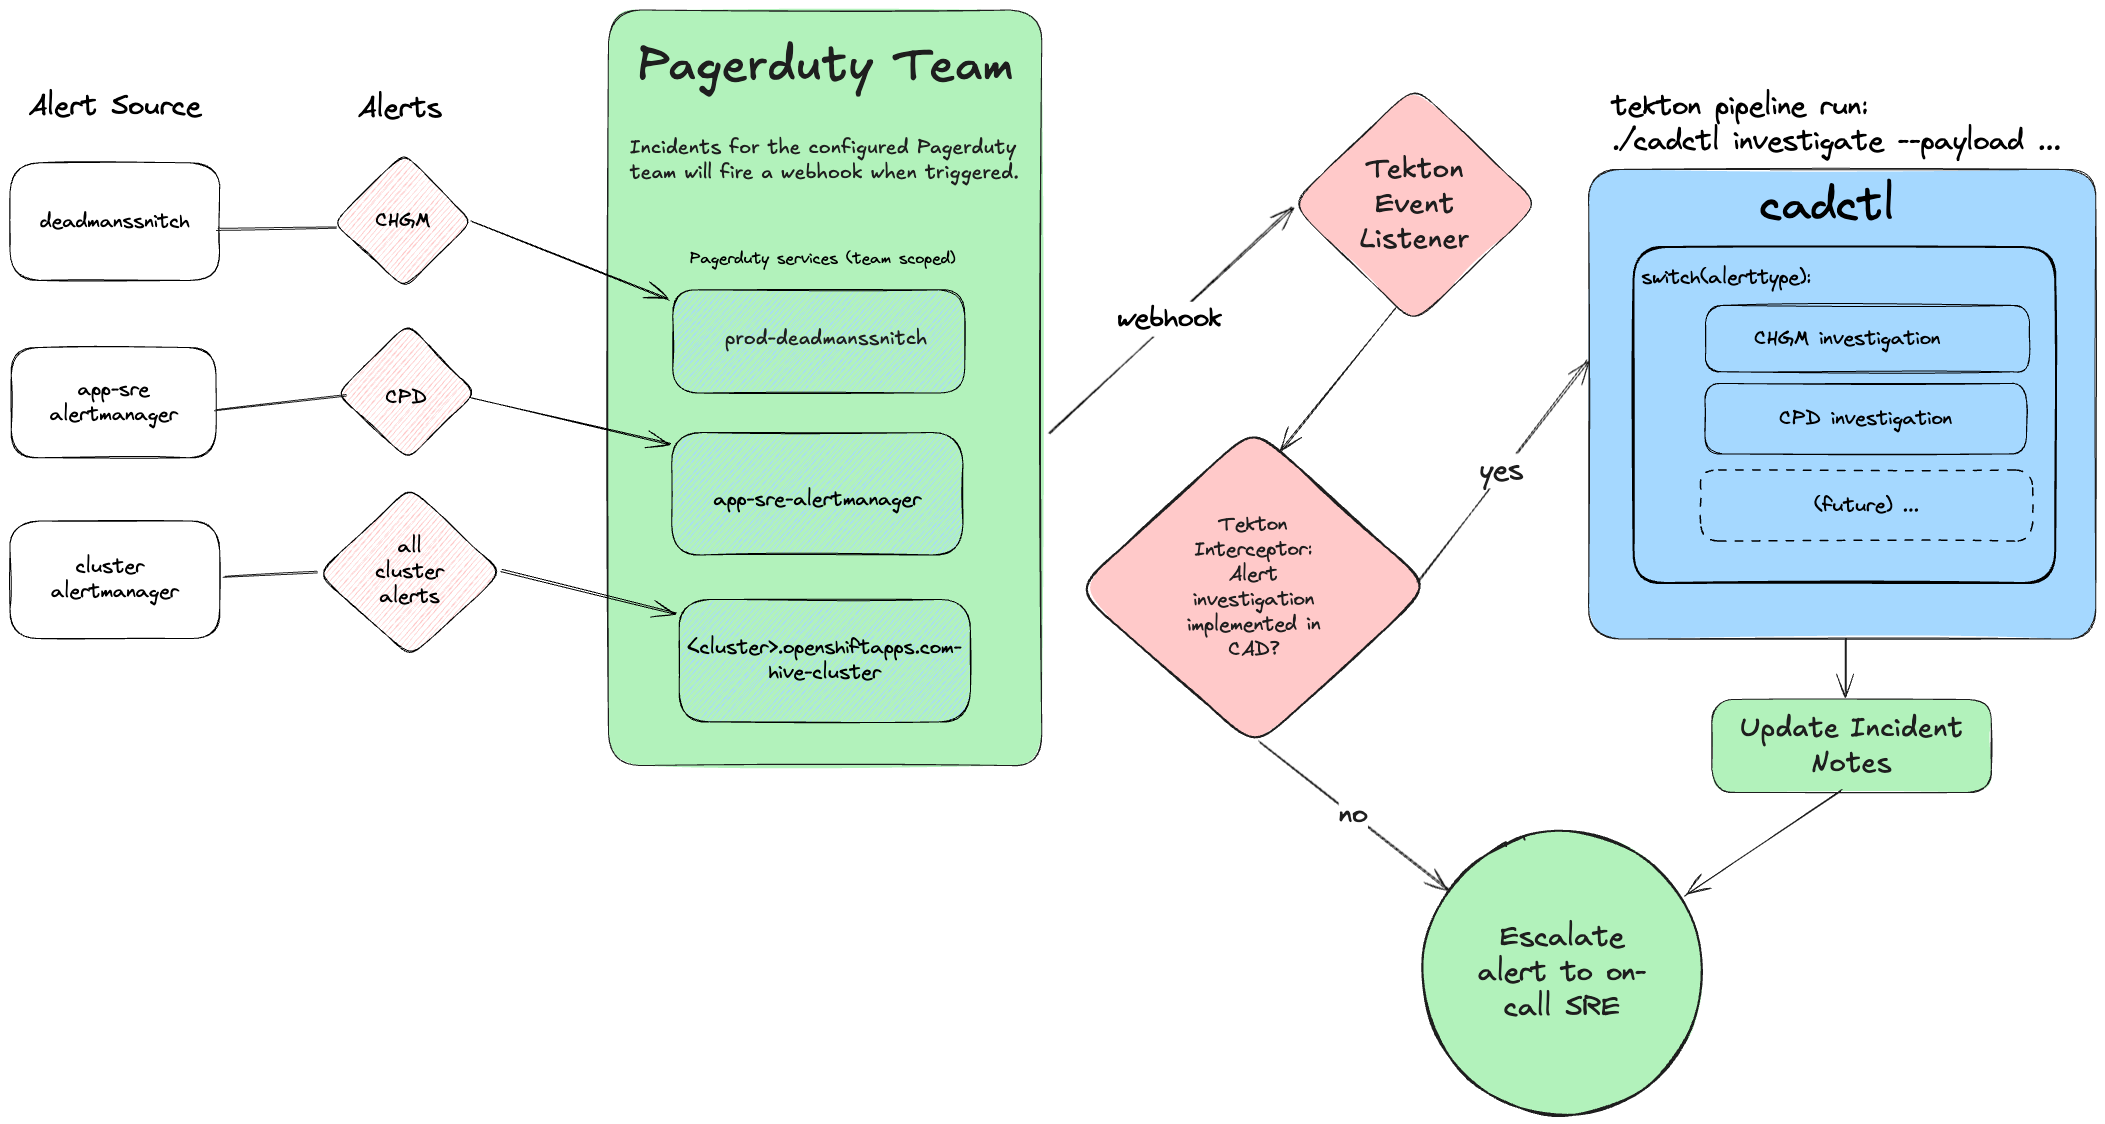 Alert Source
Alerts
deadmanssnitch
CHGM
app-sre
alertmanager
CPD
cluster
alertmanager
all
cluster
alerts
Pagerduty Team
Incidents for the configured Pagerduty
team will fire a webhook when triggered.
Pagerduty services (team scoped)
prod-deadmanssnitch
app-sre-alertmanager
<cluster>.openshiftapps.com-
hive-cluster
webhook
Tekton
Event
Listener
Tekton
Interceptor:
Alert
investigation
implemented in
CAD?
yes
no
tekton pipeline run:
./cadctl investigate --payload ...
cadctl
switch(alerttype):
CHGM investigation
CPD investigation
(future) ...
Update Incident
Notes
Escalate
alert to on-
call SRE